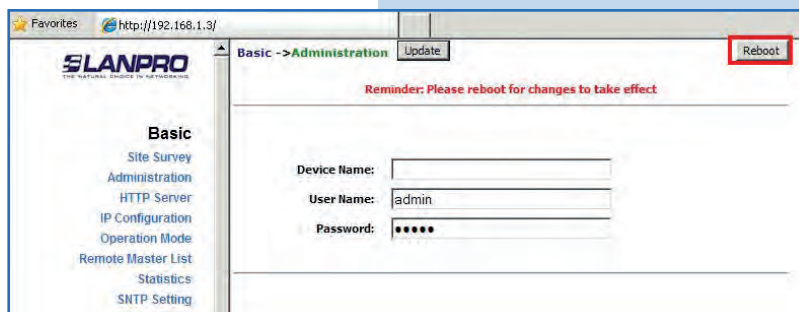 Favorites
http://192.168.1.3/
LANPRO
THE NATURAL CHOICE IN NETWORKING
Basic ->Administration Update Reboot
Reminder: Please reboot for changes to take effect
Basic
Site Survey
Administration
HTTP Server
IP Configuration
Operation Mode
Remote Master List
Statistics
SNTP Setting
Device Name:
User Name: admin
Password: •••••